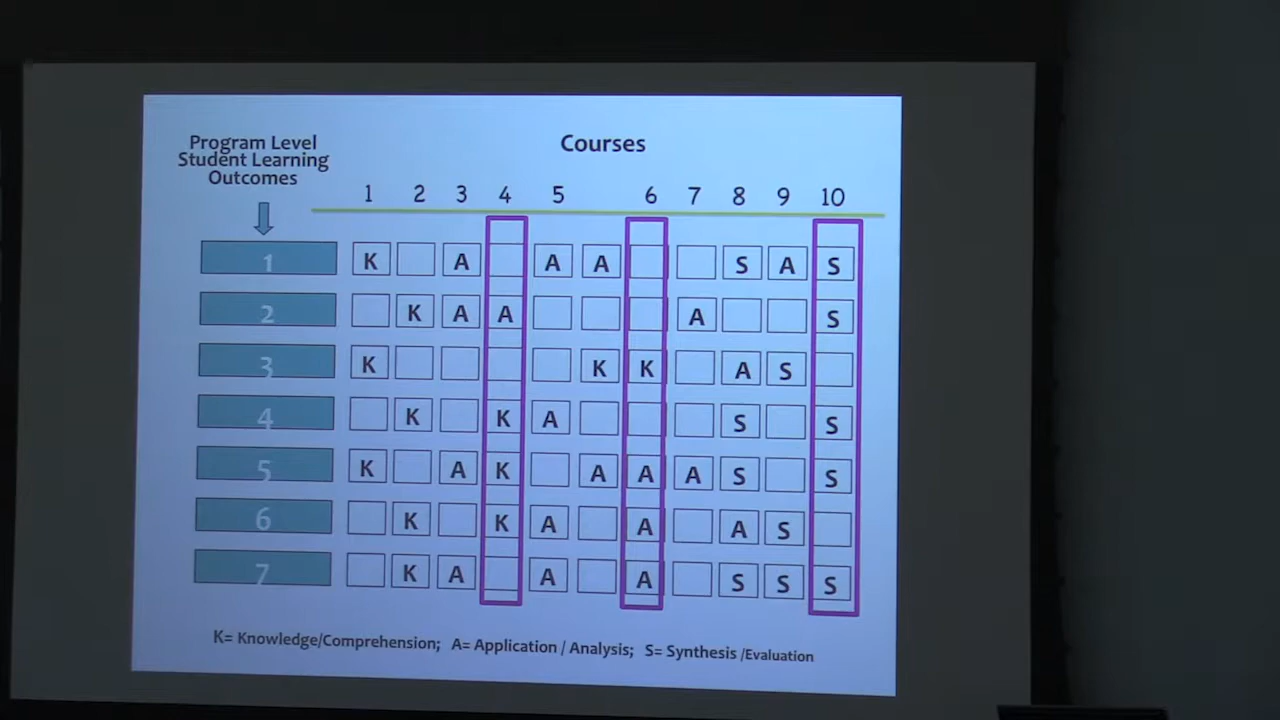 Program Level
Student Learning
Outcomes
Courses
1 2 3 4 5 6 7 8 9 10
1 K A A A S A S
2 K A A A S
3 K K K A S
4 K K A S S
5 K A K A A A S S
6 K K A A A S
7 K A A A S S S
K= Knowledge/Comprehension; A= Application / Analysis; S= Synthesis /Evaluation